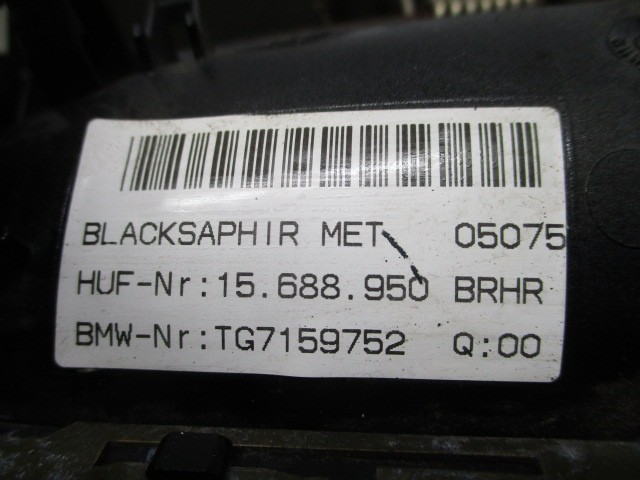 BLACKSAPHIR MET 05075
HUF-Nr:15.688.950 BRHR
BMW-Nr:TG7159752 Q:00